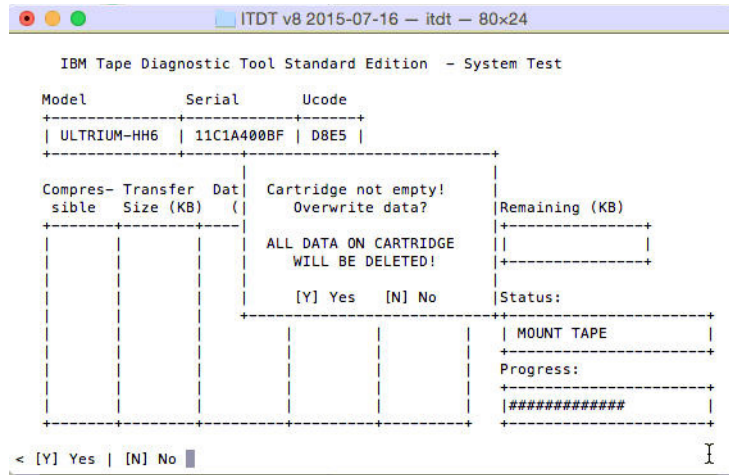 ITDT v8 2015-07-16 — itdt — 80×24
IBM Tape Diagnostic Tool Standard Edition - System Test
Model Serial Ucode
ULTRIUM-HH6 | 11C1A400BF | D8E5
Compres- Transfer Dat
sible Size (KB) (
Cartridge not empty!
Overwrite data?
ALL DATA ON CARTRIDGE
WILL BE DELETED!
[Y] Yes [N] No
Remaining (KB)
Status:
MOUNT TAPE
Progress:
#############
< [Y] Yes | [N] No